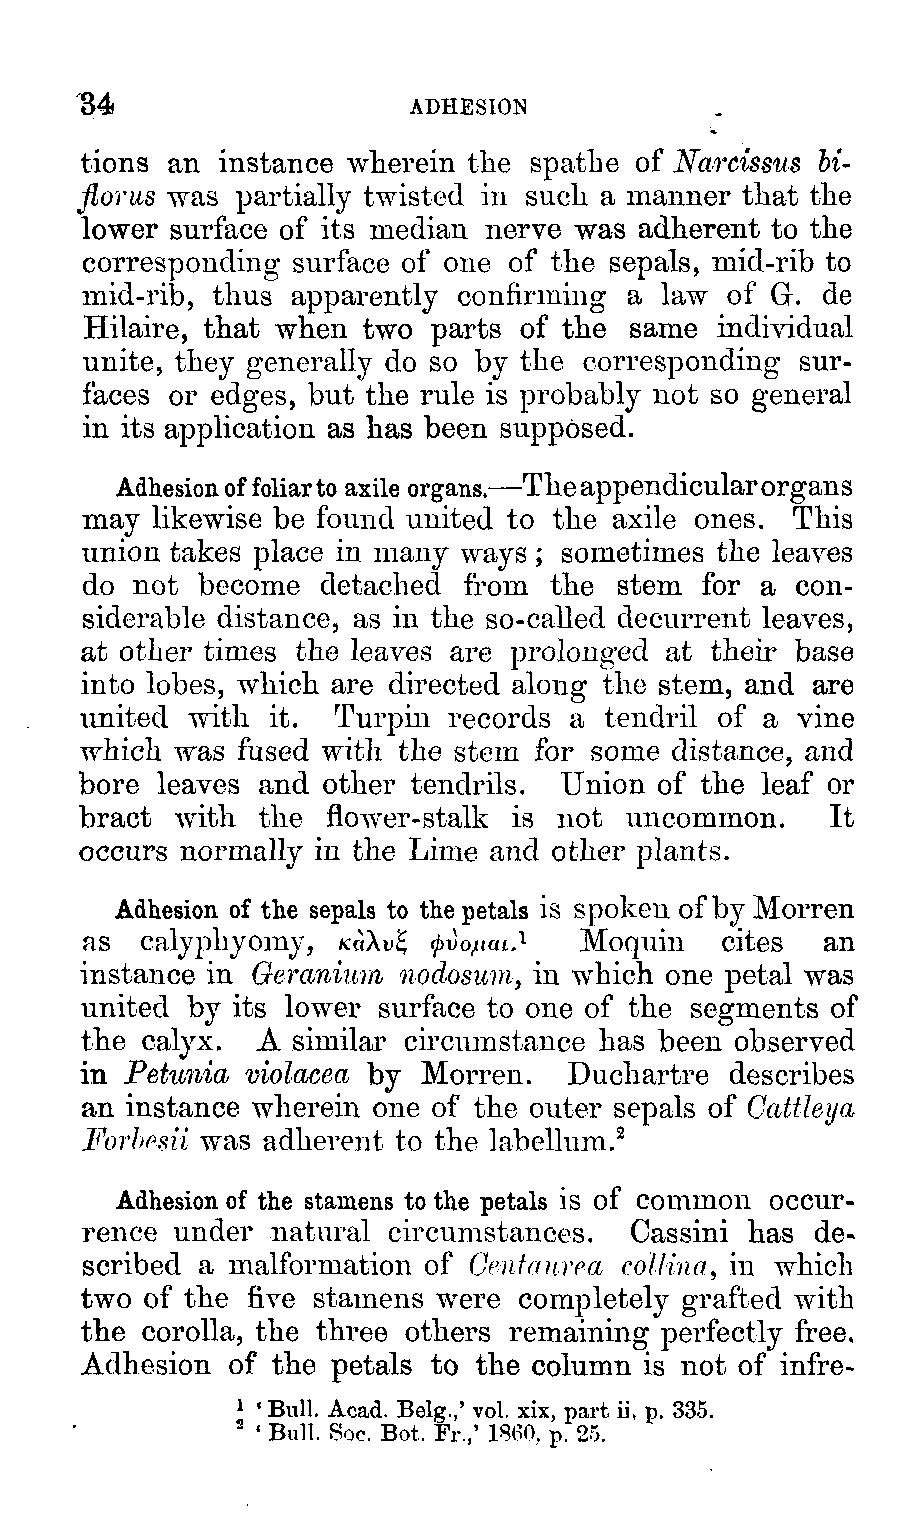 34 ADHESION
tions an instance wherein the spathe of Narcissus bi-
florus was partially twisted in such a manner that the
lower surface of its median nerve was adherent to the
corresponding surface of one of the sepals, mid-rib to
mid-rib, thus apparently confirming a law of G. de
Hilaire, that when two parts of the same individual
unite, they generally do so by the corresponding sur-
faces or edges, but the rule is probably not so general
in its application as has been supposed.
Adhesion of foliar to axile organs.—The appendicular organs
may likewise be found united to the axile ones. This
union takes place in many ways; sometimes the leaves
do not become detached from the stem for a con-
siderable distance, as in the so-called decurrent leaves,
at other times the leaves are prolonged at their base
into lobes, which are directed along the stem, and are
united with it. Turpin records a tendril of a vine
which was fused with the stem for some distance, and
bore leaves and other tendrils. Union of the leaf or
bract with the flower-stalk is not uncommon. It
occurs normally in the Lime and other plants.
Adhesion of the sepals to the petals is spoken of by Morren
as calyphyomy, κὰλυξ φὺομαι.¹ Moquin cites an
instance in Geranium nodosum, in which one petal was
united by its lower surface to one of the segments of
the calyx. A similar circumstance has been observed
in Petunia violacea by Morren. Duchartre describes
an instance wherein one of the outer sepals of Cattleya
Forbesii was adherent to the labellum.²
Adhesion of the stamens to the petals is of common occur-
rence under natural circumstances. Cassini has de-
scribed a malformation of Centaurea collina, in which
two of the five stamens were completely grafted with
the corolla, the three others remaining perfectly free.
Adhesion of the petals to the column is not of infre-
¹ 'Bull. Acad. Belg.,' vol. xix, part ii, p. 335.
² 'Bull. Soc. Bot. Fr.,' 1860, p. 25.